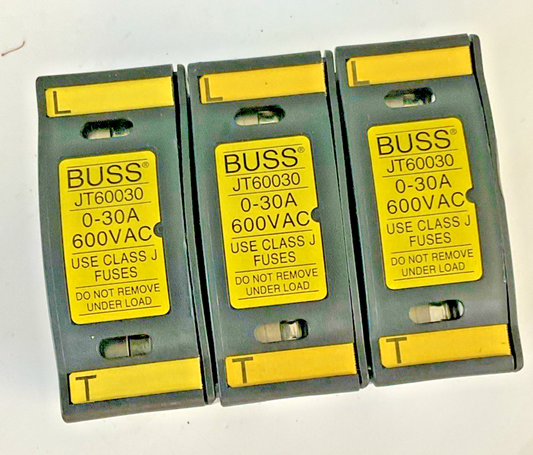 L
BUSS®
JT60030
0-30A
600VAC
USE CLASS J
FUSES
DO NOT REMOVE
UNDER LOAD
T
L
BUSS®
JT60030
0-30A
600VAC
USE CLASS J
FUSES
DO NOT REMOVE
UNDER LOAD
T
L
BUSS®
JT60030
0-30A
600VAC
USE CLASS J
FUSES
DO NOT REMOVE
UNDER LOAD
T